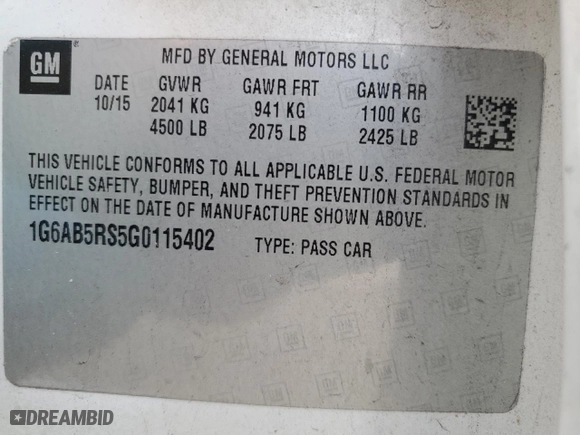 GM ®
MFD BY GENERAL MOTORS LLC
DATE GVWR GAWR FRT GAWR RR
10/15 2041 KG 941 KG 1100 KG
4500 LB 2075 LB 2425 LB
THIS VEHICLE CONFORMS TO ALL APPLICABLE U.S. FEDERAL MOTOR
VEHICLE SAFETY, BUMPER, AND THEFT PREVENTION STANDARDS IN
EFFECT ON THE DATE OF MANUFACTURE SHOWN ABOVE.
1G6AB5RS5G0115402 TYPE: PASS CAR
DREAMBID